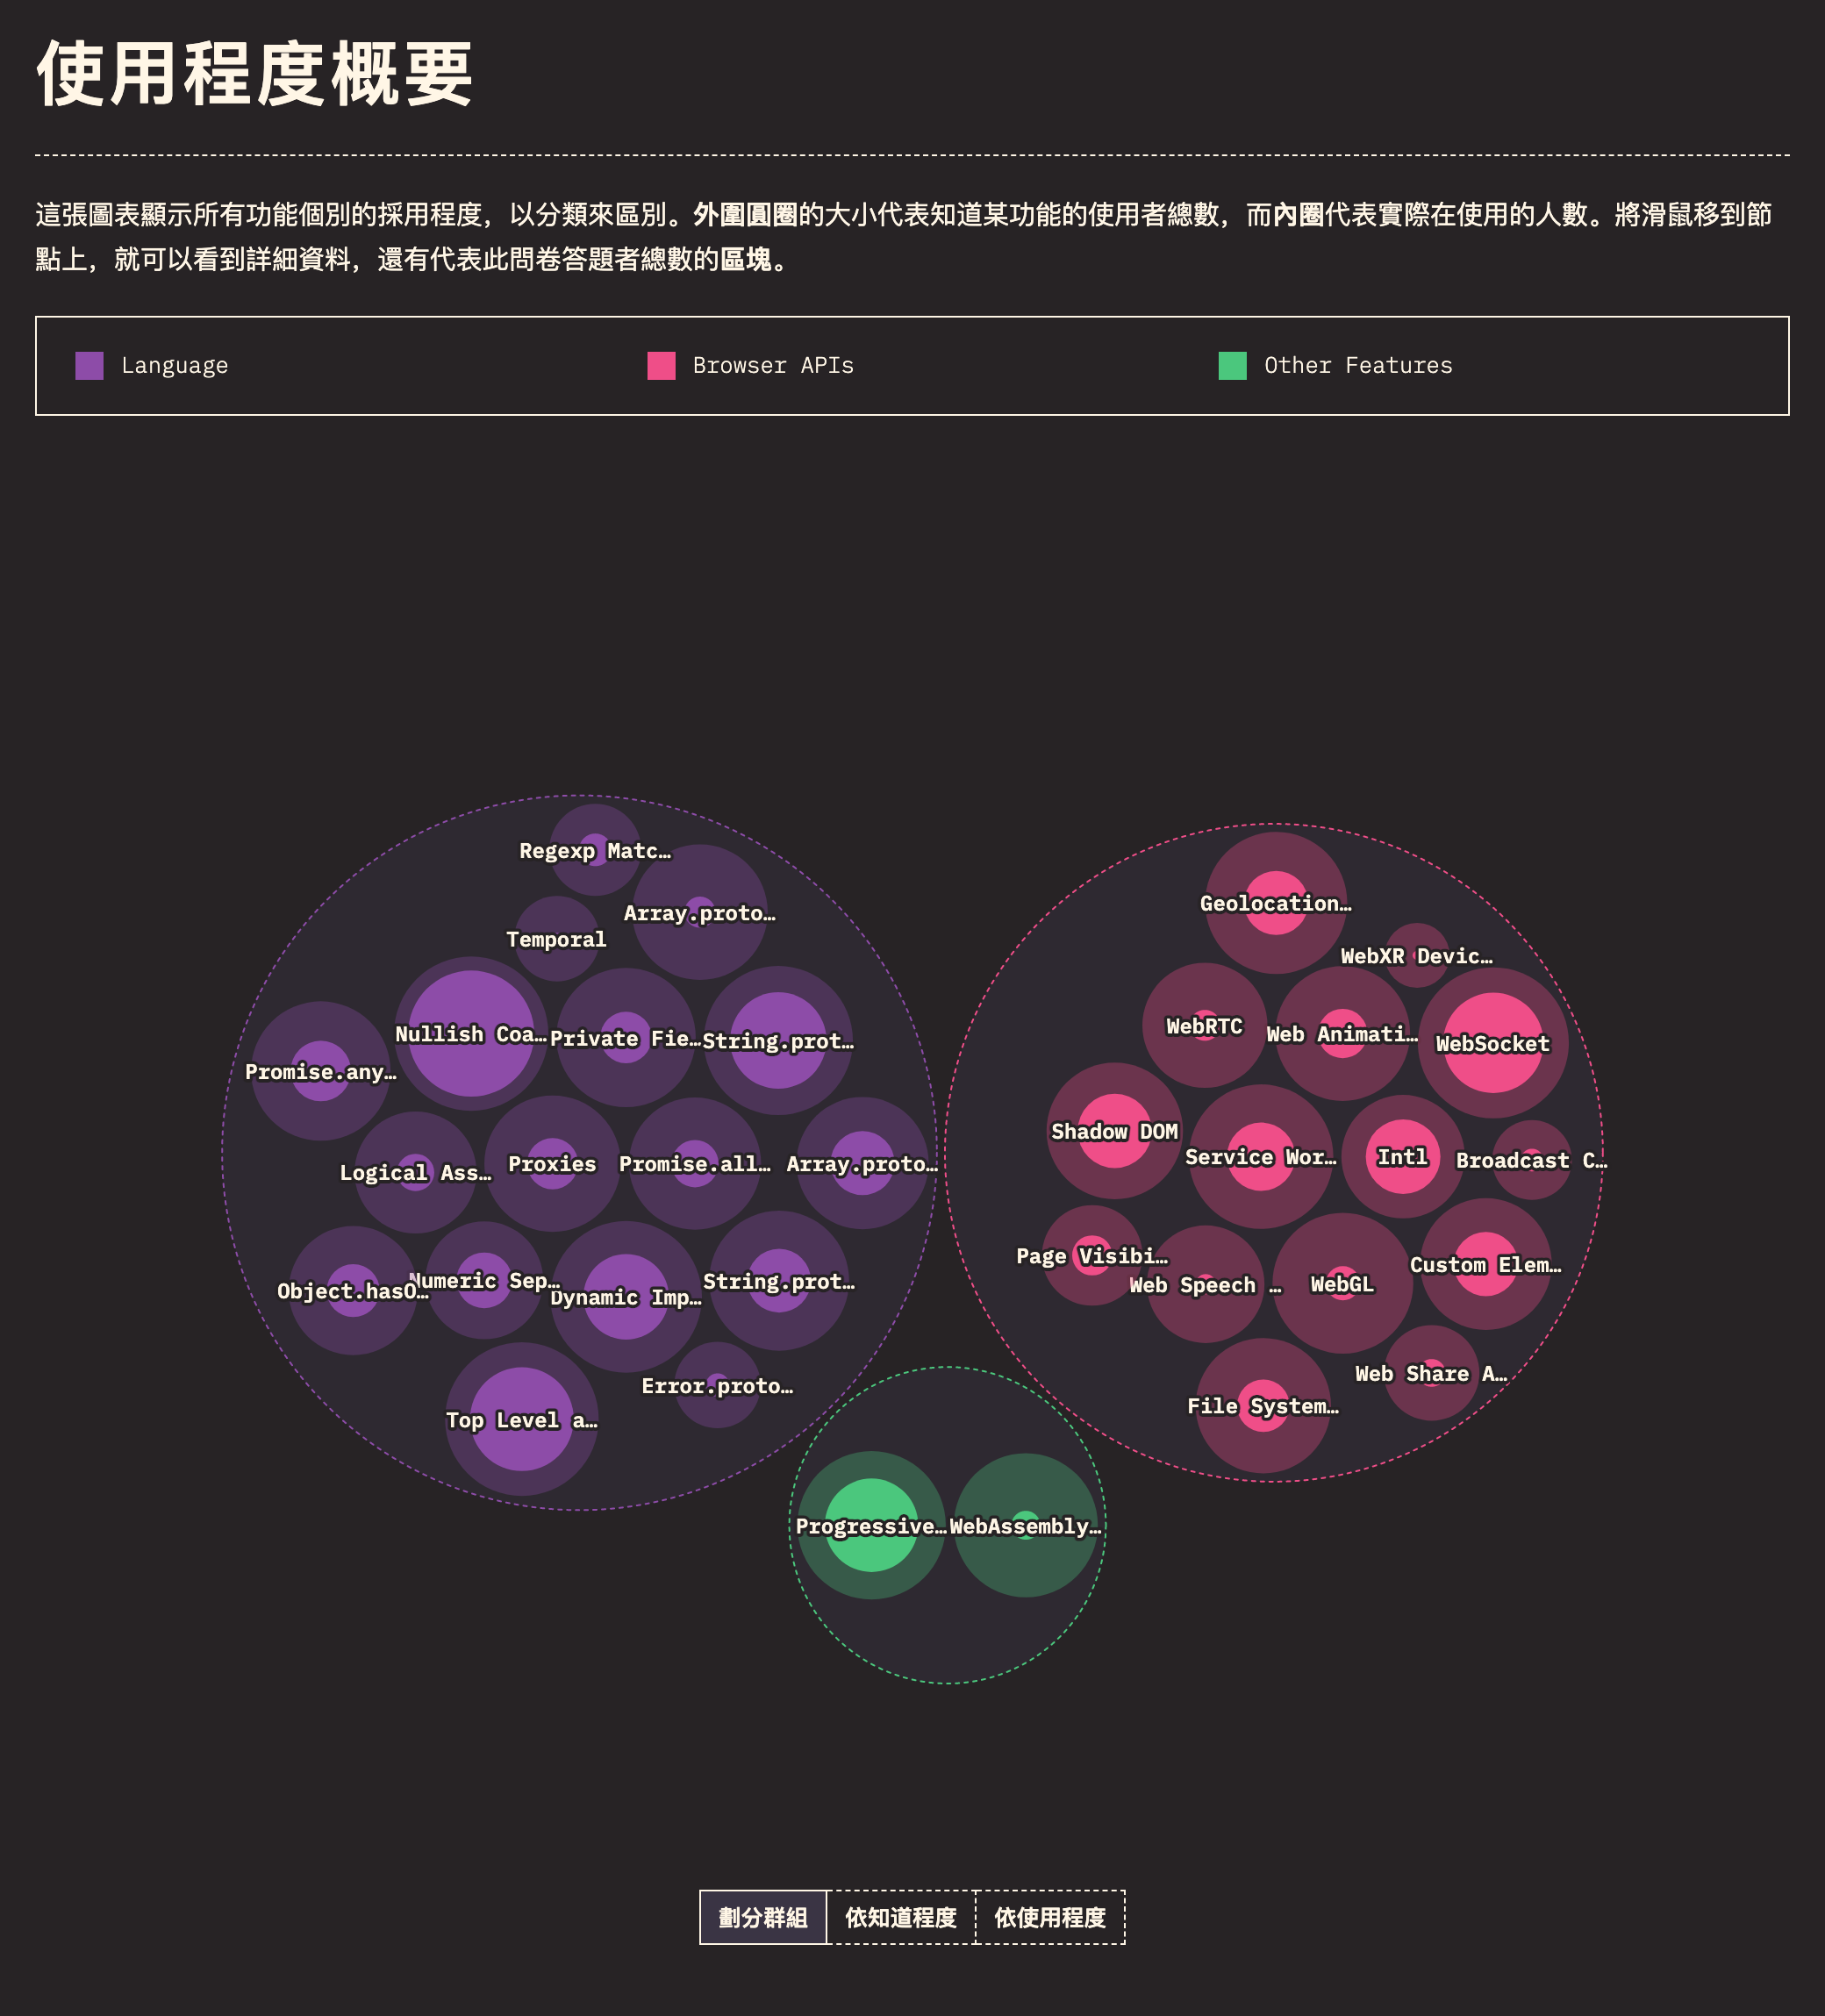 使用程度概要
這張圖表顯示所有功能個別的採用程度，以分類來區別。外圍圓圈的大小代表知道某功能的使用者總數，而內圈代表實際在使用的人數。將滑鼠移到節
點上，就可以看到詳細資料，還有代表此問卷答題者總數的區塊。
Language
Browser APIs
Other Features
Regexp Matc…
Array.proto…
Temporal
Nullish Coa…
Private Fie…
String.prot…
Promise.any…
Logical Ass…
Proxies
Promise.all…
Array.proto…
Object.hasO…
Numeric Sep…
Dynamic Imp…
String.prot…
Error.proto…
Top Level a…
Geolocation…
WebXR Devic…
WebRTC
Web Animati…
WebSocket
Shadow DOM
Service Wor…
Intl
Broadcast C…
Page Visibi…
Web Speech …
WebGL
Custom Elem…
Web Share A…
File System…
Progressive…
WebAssembly…
劃分群組
依知道程度
依使用程度